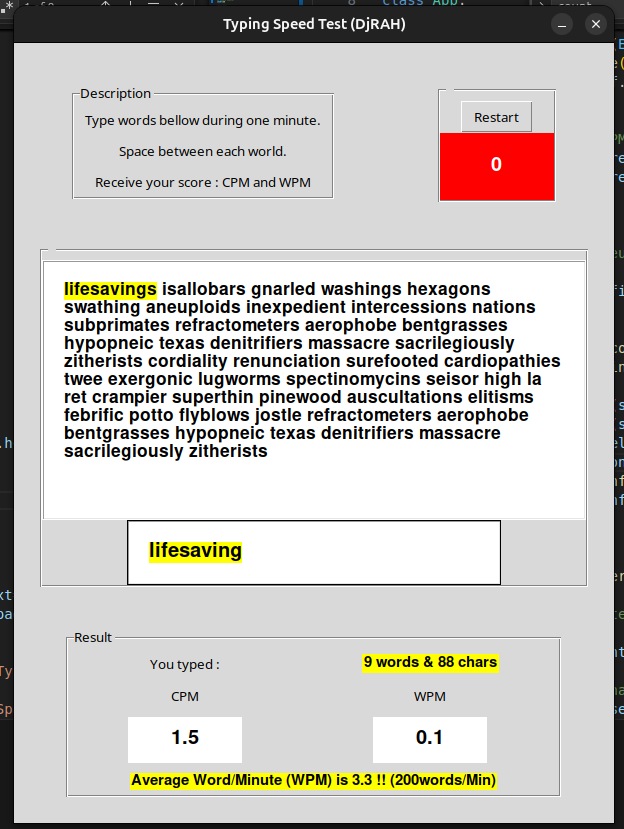 Class App:
count
Typing Speed Test (DjRAH)
Description
Type words bellow during one minute.
Space between each world.
Receive your score : CPM and WPM
Restart
0
lifesavings isallobars gnarled washings hexagons
swathing aneuploids inexpedient intercessions nations
subprimates refractometers aerophobe bentgrasses
hypopneic texas denitrifiers massacre sacrilegiously
zitherists cordiality renunciation surefooted cardiopathies
twee exergonic lugworms spectinomycins seisor high la
ret crampier superthin pinewood auscultations elitisms
febrific potto flyblows jostle refractometers aerophobe
bentgrasses hypopneic texas denitrifiers massacre
sacrilegiously zitherists
lifesaving
Result
You typed :
9 words & 88 chars
CPM
WPM
1.5
0.1
Average Word/Minute (WPM) is 3.3 !! (200words/Min)